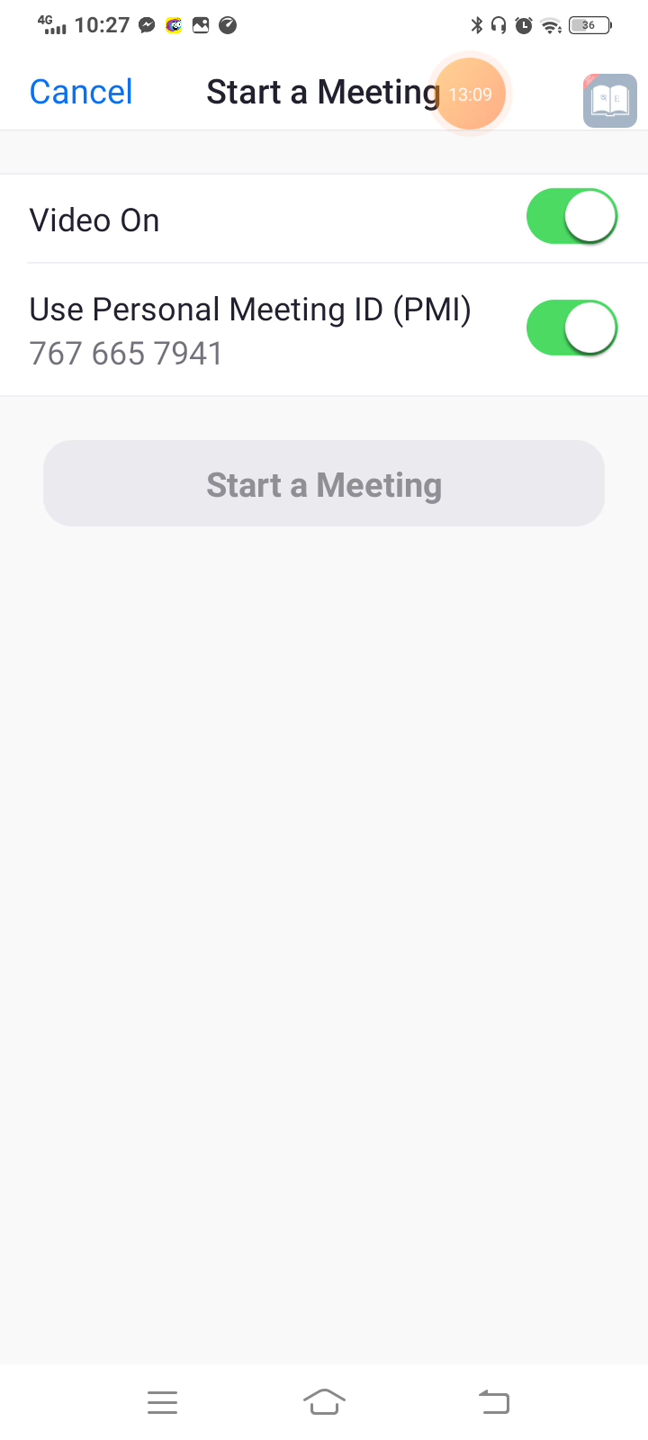 4G 10:27 36
Cancel Start a Meeting 13:09
Video On
Use Personal Meeting ID (PMI)
767 665 7941
Start a Meeting